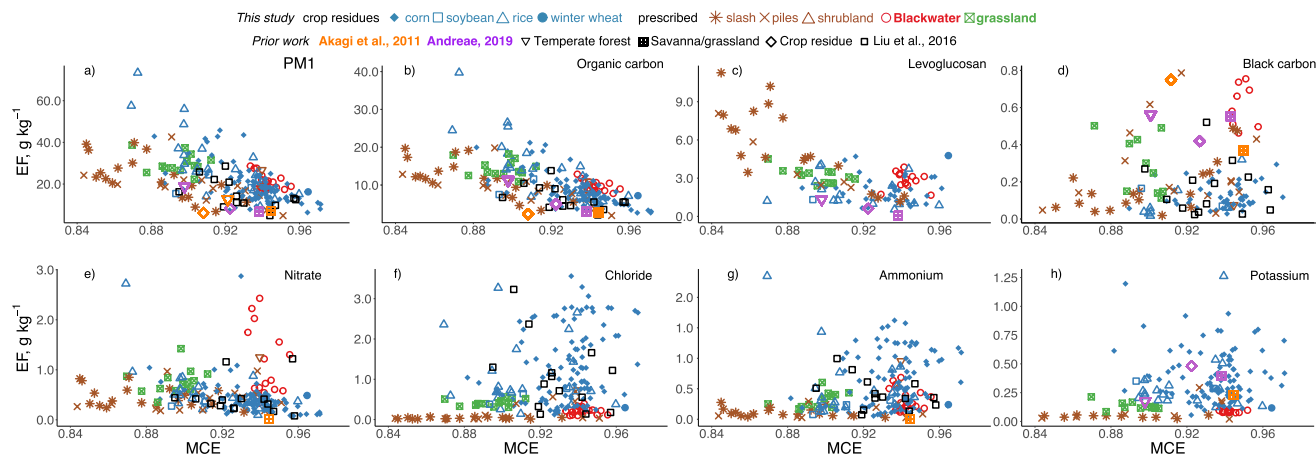 This study crop residues corn soybean rice winter wheat prescribed slash piles shrubland Blackwater grassland
Prior work Akagi et al., 2011 Andreae, 2019 Temperate forest Savanna/grassland Crop residue Liu et al., 2016
a) PM1
b) Organic carbon
c) Levoglucosan
d) Black carbon
EF, g kg⁻¹
60.0
40.0
20.0
0.84 0.88 0.92 0.96
40.0
30.0
20.0
10.0
0.84 0.88 0.92 0.96
9.0
6.0
3.0
0.0
0.84 0.88 0.92 0.96
0.8
0.6
0.4
0.2
0.0
0.84 0.88 0.92 0.96
e) Nitrate
f) Chloride
g) Ammonium
h) Potassium
EF, g kg⁻¹
3.0
2.0
1.0
0.0
0.84 0.88 0.92 0.96
MCE
3.0
2.0
1.0
0.0
0.84 0.88 0.92 0.96
MCE
2.0
1.0
1.0
0.5
0.0
0.84 0.88 0.92 0.96
MCE
1.25
1.00
0.75
0.50
0.25
0.00
0.84 0.88 0.92 0.96
MCE